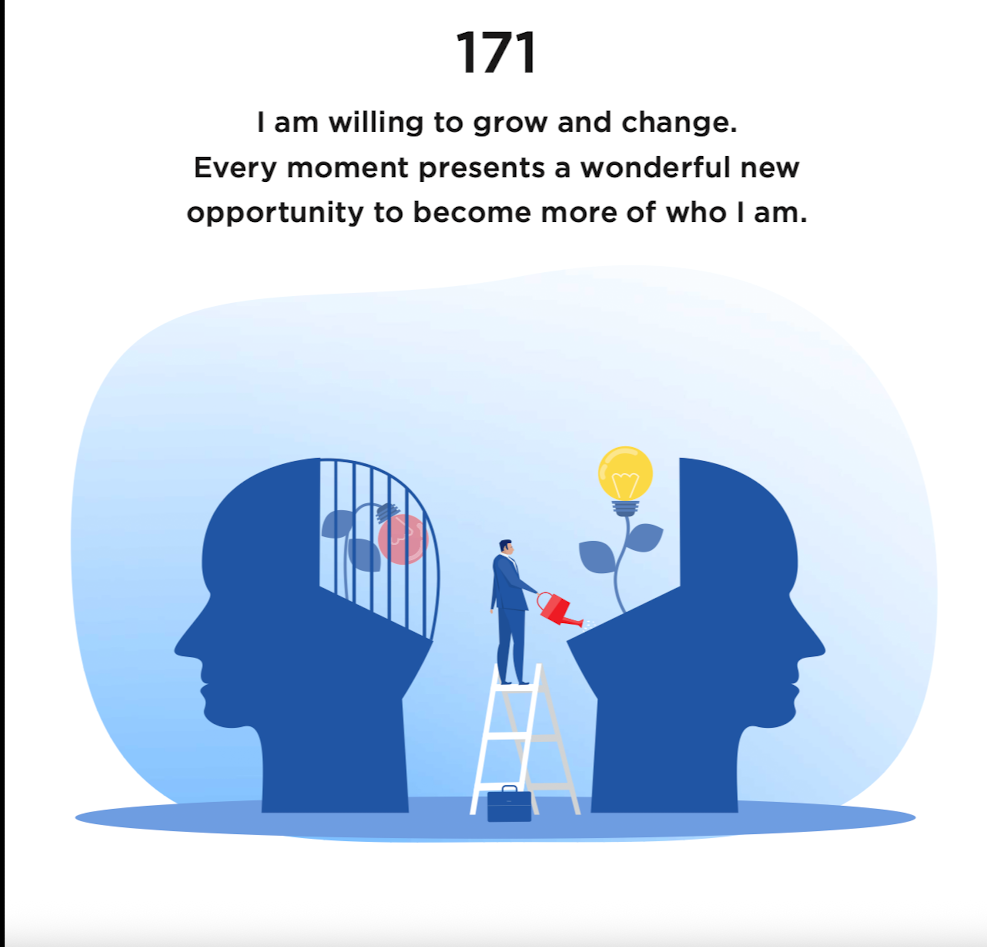 171
I am willing to grow and change.
Every moment presents a wonderful new
opportunity to become more of who I am.